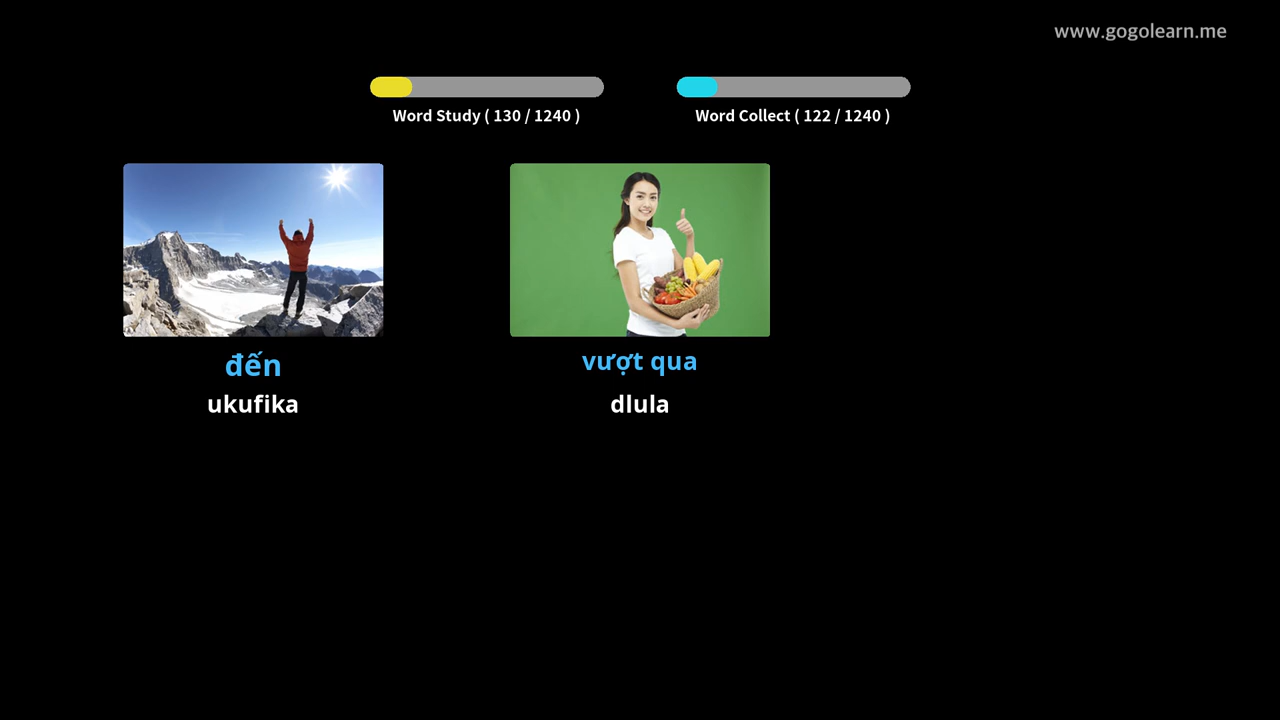 www.gogolearn.me
Word Study ( 130 / 1240 )
Word Collect ( 122 / 1240 )
đến
ukufika
vượt qua
dlula